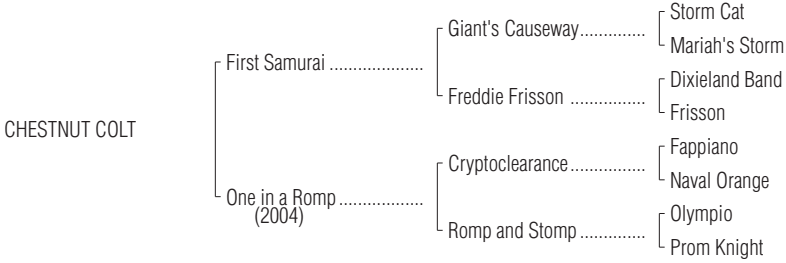 Storm Cat
Giant's Causeway..............
Mariah's Storm
First Samurai ....................
Dixieland Band
Freddie Frisson ................
Frisson
CHESTNUT COLT
Fappiano
Cryptoclearance................
Naval Orange
One in a Romp ..................
(2004)
Olympio
Romp and Stomp ..............
Prom Knight